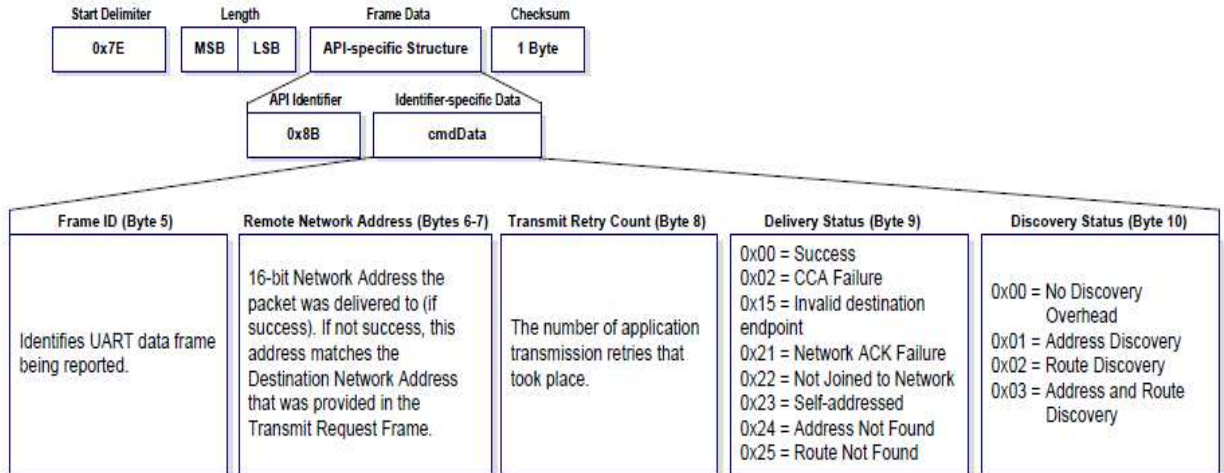 Start Delimiter
Length
Frame Data
Checksum
0x7E
MSB
LSB
API-specific Structure
1 Byte
API Identifier
Identifier-specific Data
0x8B
cmdData
Frame ID (Byte 5)
Identifies UART data frame
being reported.
Remote Network Address (Bytes 6-7)
16-bit Network Address the
packet was delivered to (if
success). If not success, this
address matches the
Destination Network Address
that was provided in the
Transmit Request Frame.
Transmit Retry Count (Byte 8)
The number of application
transmission retries that
took place.
Delivery Status (Byte 9)
0x00 = Success
0x02 = CCA Failure
0x15 = Invalid destination
endpoint
0x21 = Network ACK Failure
0x22 = Not Joined to Network
0x23 = Self-addressed
0x24 = Address Not Found
0x25 = Route Not Found
Discovery Status (Byte 10)
0x00 = No Discovery
Overhead
0x01 = Address Discovery
0x02 = Route Discovery
0x03 = Address and Route
Discovery